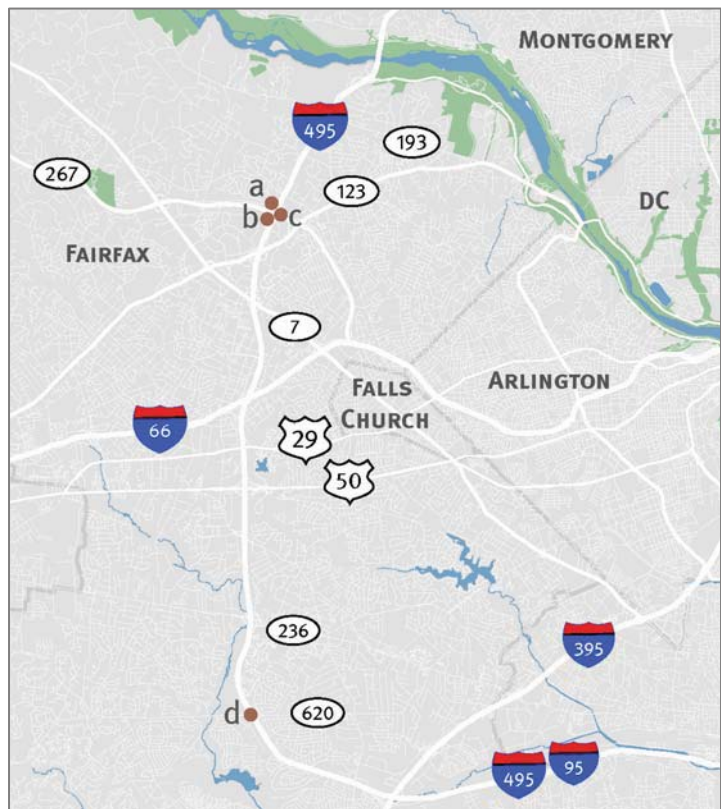 MONTGOMERY
495
193
267
a
123
b
c
DC
FAIRFAX
7
FALLS
CHURCH
ARLINGTON
66
29
50
236
395
d
620
495
95